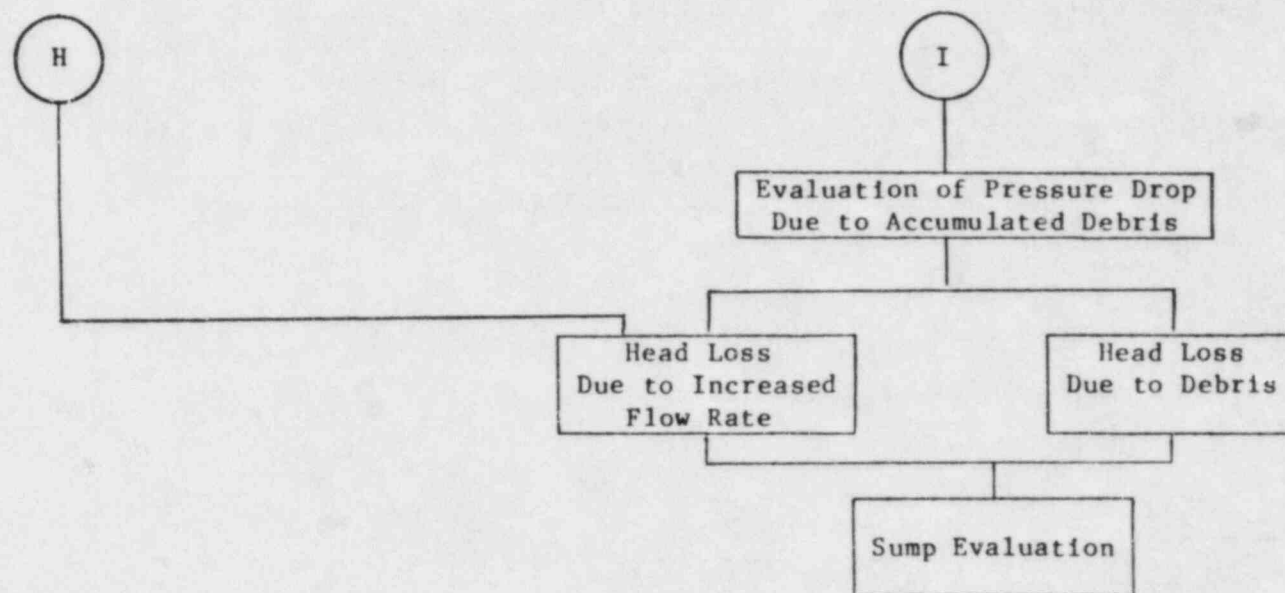 H
I
Evaluation of Pressure Drop
Due to Accumulated Debris
Head Loss
Due to Increased
Flow Rate
Head Loss
Due to Debris
Sump Evaluation